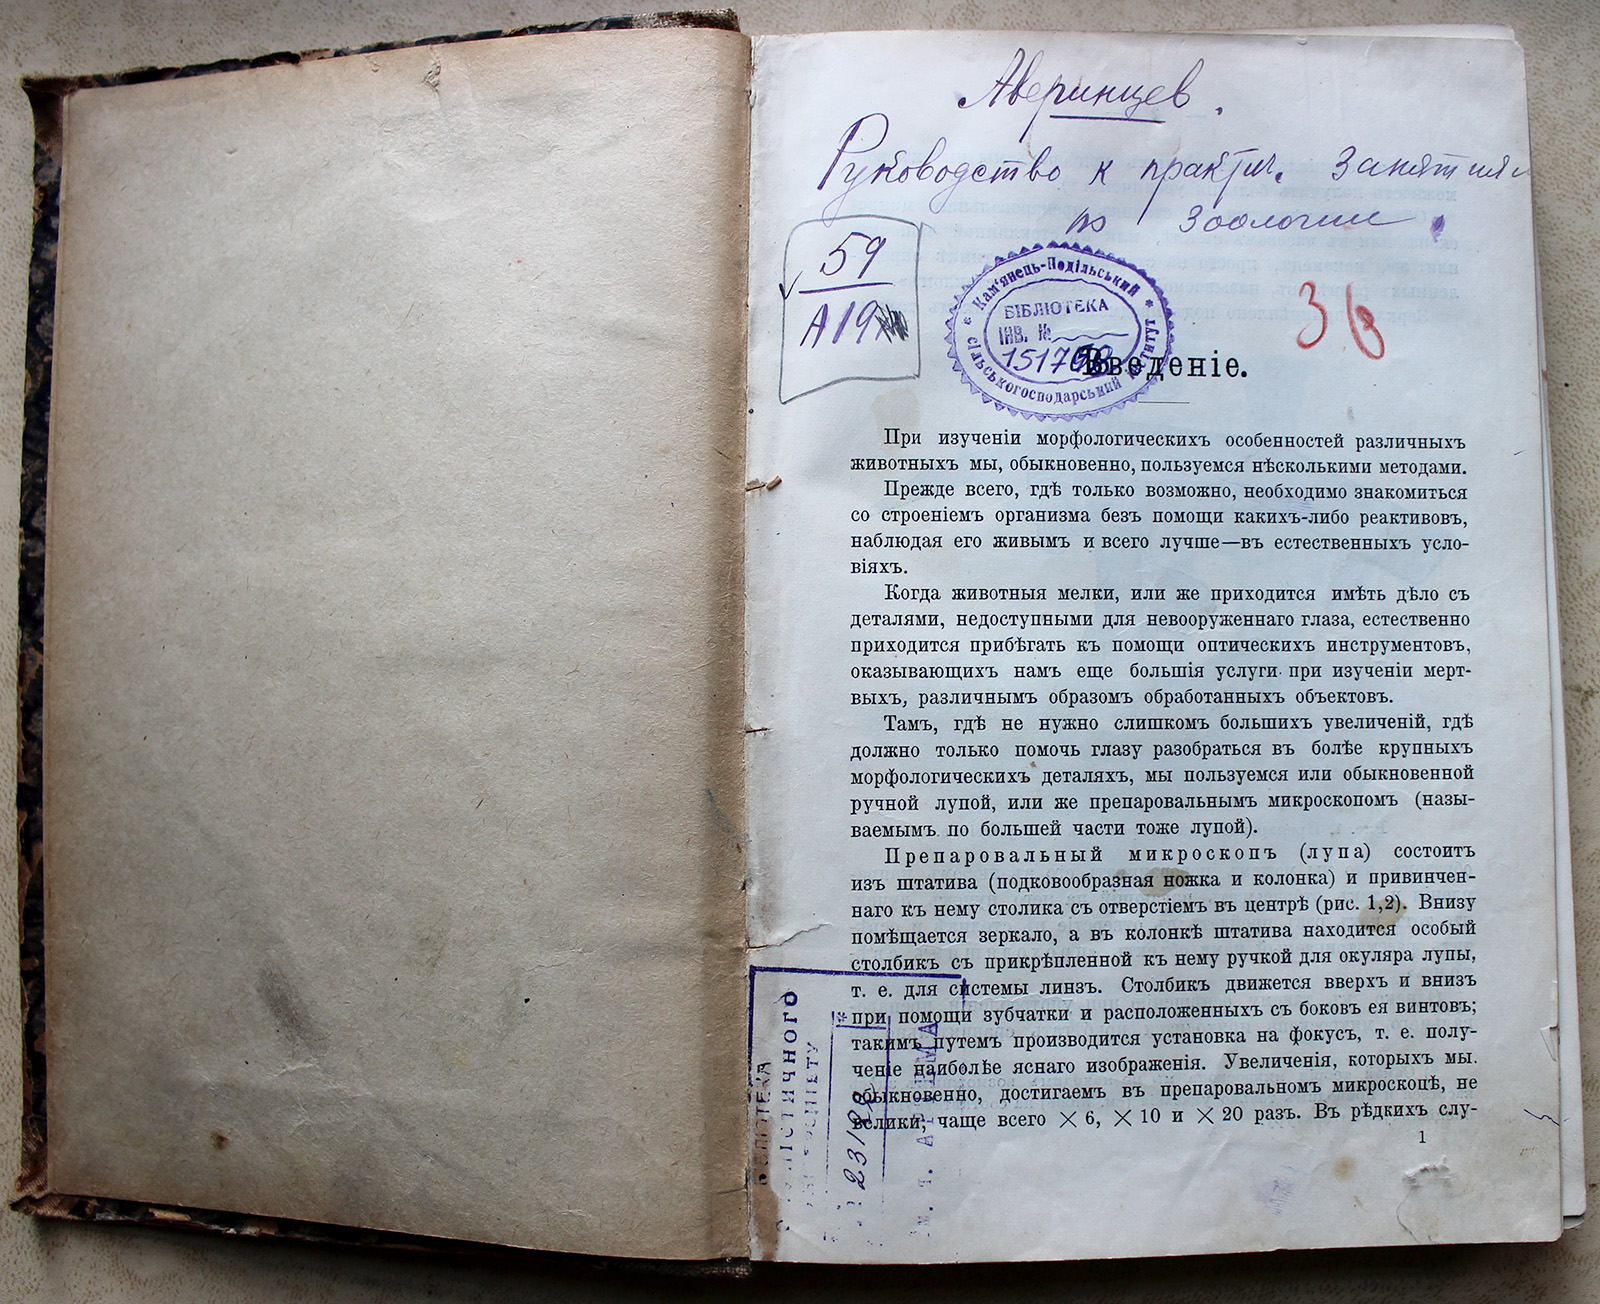 Аверинцев.
Руководство к практич. занятиям
по зоологии.
59
А19
Кам'янець-Подільський
сільськогосподарський інститут
БІБЛІОТЕКА
ІНВ. №
36
Введеніе.
При изученіи морфологическихъ особенностей различныхъ
животныхъ мы, обыкновенно, пользуемся нѣсколькими методами.
Прежде всего, гдѣ только возможно, необходимо знакомиться
со строеніемъ организма безъ помощи какихъ-либо реактивовъ,
наблюдая его живымъ и всего лучше—въ естественныхъ усло-
віяхъ.
Когда животныя мелки, или же приходится имѣть дѣло съ
деталями, недоступными для невооруженнаго глаза, естественно
приходится прибѣгать къ помощи оптическихъ инструментовъ,
оказывающихъ намъ еще большія услуги при изученіи мерт-
выхъ, различнымъ образомъ обработанныхъ объектовъ.
Тамъ, гдѣ не нужно слишкомъ большихъ увеличеній, гдѣ
должно только помочь глазу разобраться въ болѣе крупныхъ
морфологическихъ деталяхъ, мы пользуемся или обыкновенной
ручной лупой, или же препаровальнымъ микроскопомъ (назы-
ваемымъ по большей части тоже лупой).
Препаровальный микроскопъ (лупа) состоитъ
изъ штатива (подковообразная ножка и колонка) и привинчен-
наго къ нему столика съ отверстіемъ въ центрѣ (рис. 1,2). Внизу
помѣщается зеркало, а въ колонкѣ штатива находится особый
столбикъ съ прикрѣпленной къ нему ручкой для окуляра лупы,
т. е. для системы линзъ. Столбикъ движется вверхъ и внизъ
при помощи зубчатки и расположенныхъ съ боковъ ея винтовъ;
такимъ путемъ производится установка на фокусъ, т. е. полу-
ченіе наиболѣе яснаго изображенія. Увеличенія, которыхъ мы.
обыкновенно, достигаемъ въ препаровальномъ микроскопѣ, не
велики; чаще всего × 6, × 10 и × 20 разъ. Въ рѣдкихъ слу-
1